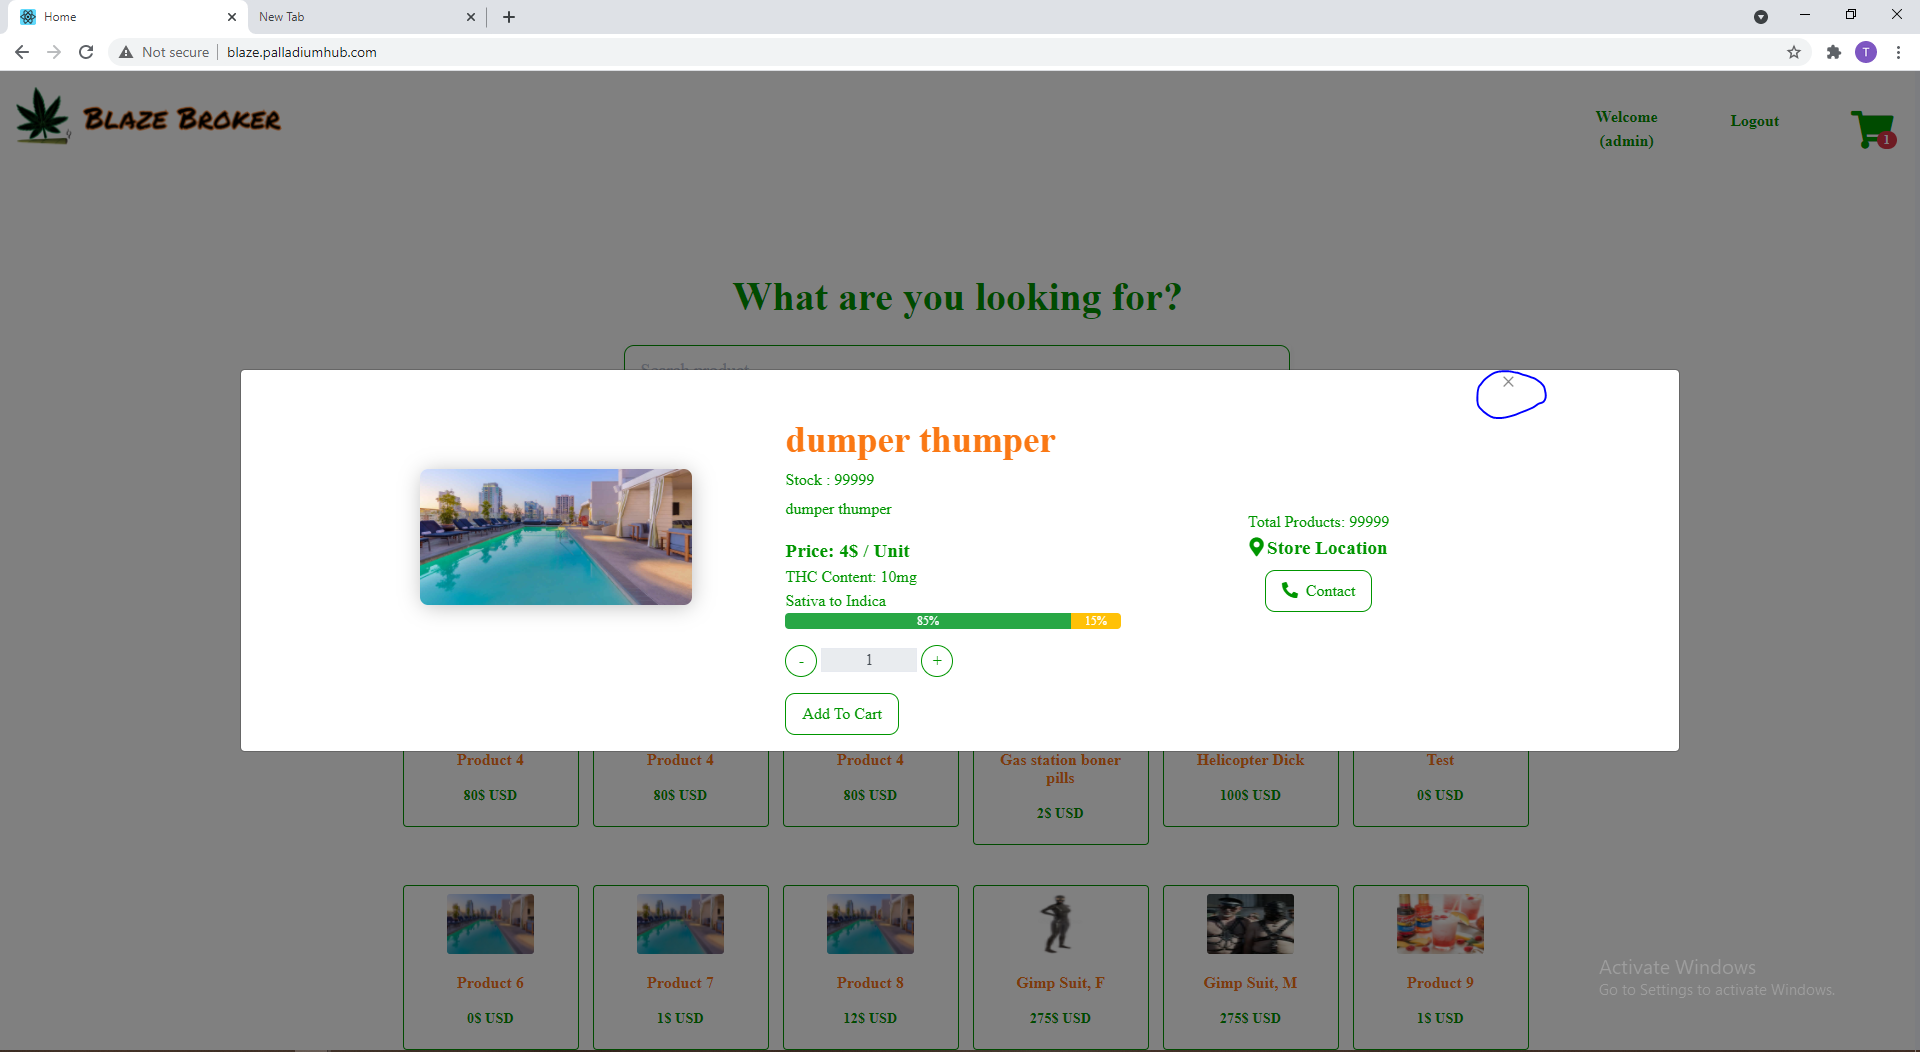 Home
New Tab
Not secure
blaze.palladiumhub.com
T
Blaze Broker
Welcome
(admin)
Logout
1
What are you looking for?
Search product
×
dumper thumper
Stock : 99999
dumper thumper
Price: 4$ / Unit
THC Content: 10mg
Sativa to Indica
85%
15%
-
1
+
Add To Cart
Total Products: 99999
Store Location
Contact
Product 4
80$ USD
Product 4
80$ USD
Product 4
80$ USD
Gas station boner
pills
2$ USD
Helicopter Dick
100$ USD
Test
0$ USD
Product 6
0$ USD
Product 7
1$ USD
Product 8
12$ USD
Gimp Suit, F
275$ USD
Gimp Suit, M
275$ USD
Product 9
1$ USD
Activate Windows
Go to Settings to activate Windows.